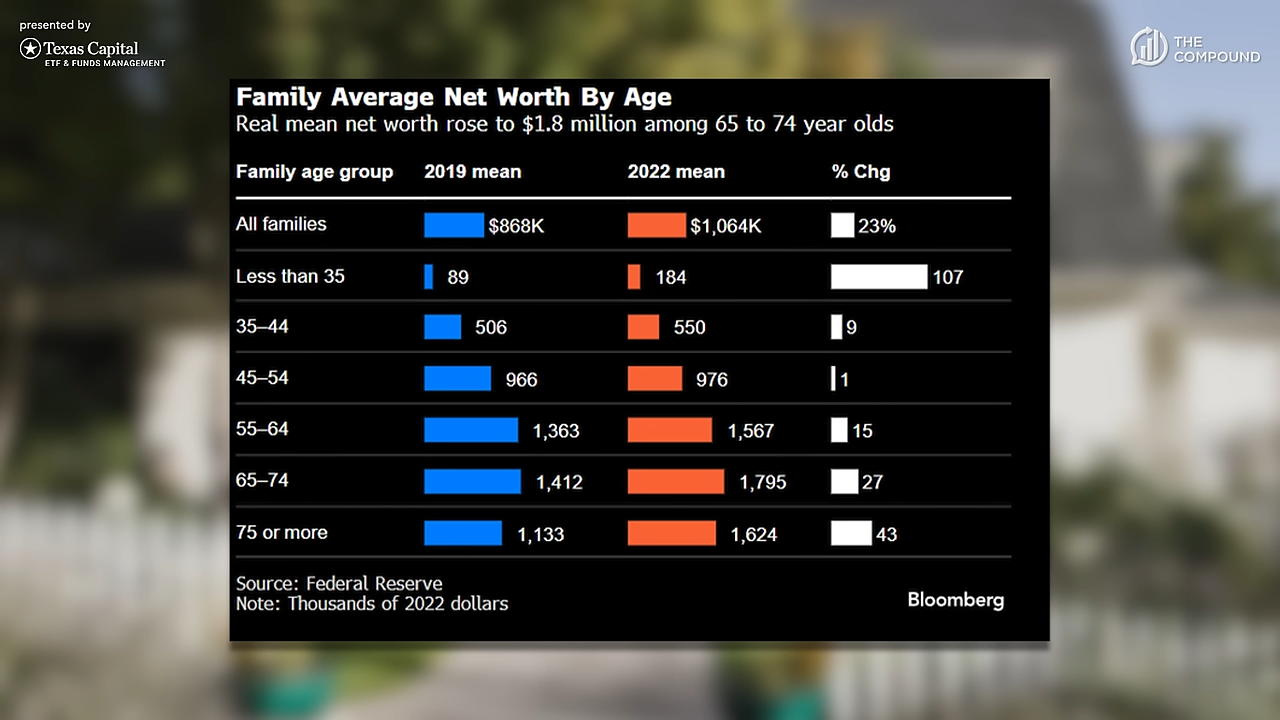 presented by
Texas Capital
ETF & FUNDS MANAGEMENT
THE
COMPOUND
Family Average Net Worth By Age
Real mean net worth rose to $1.8 million among 65 to 74 year olds
Family age group 2019 mean 2022 mean % Chg
All families $868K $1,064K 23%
Less than 35 89 184 107
35–44 506 550 9
45–54 966 976 1
55–64 1,363 1,567 15
65–74 1,412 1,795 27
75 or more 1,133 1,624 43
Source: Federal Reserve
Note: Thousands of 2022 dollars
Bloomberg